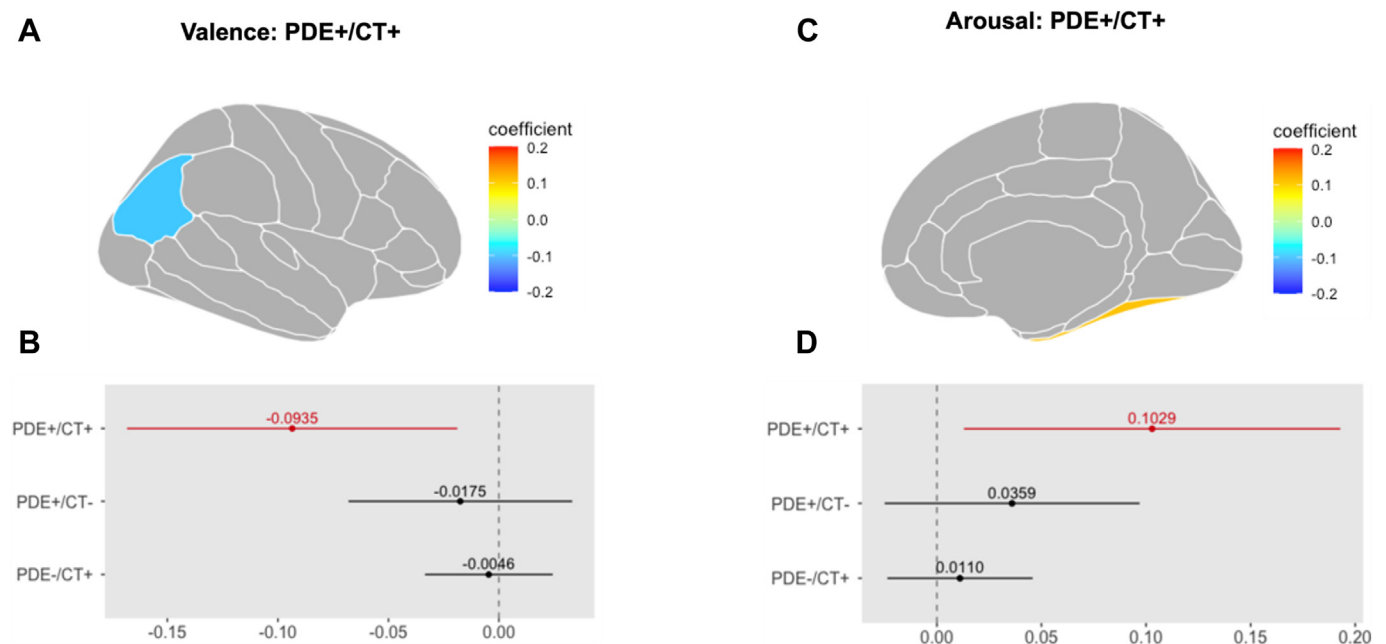 A
Valence: PDE+/CT+
coefficient
0.2
0.1
0.0
-0.1
-0.2
B
PDE+/CT+
-0.0935
PDE+/CT-
-0.0175
PDE-/CT+
-0.0046
-0.15 -0.10 -0.05 0.00
C
Arousal: PDE+/CT+
coefficient
0.2
0.1
0.0
-0.1
-0.2
D
PDE+/CT+
0.1029
PDE+/CT-
0.0359
PDE-/CT+
0.0110
0.00 0.05 0.10 0.15 0.20